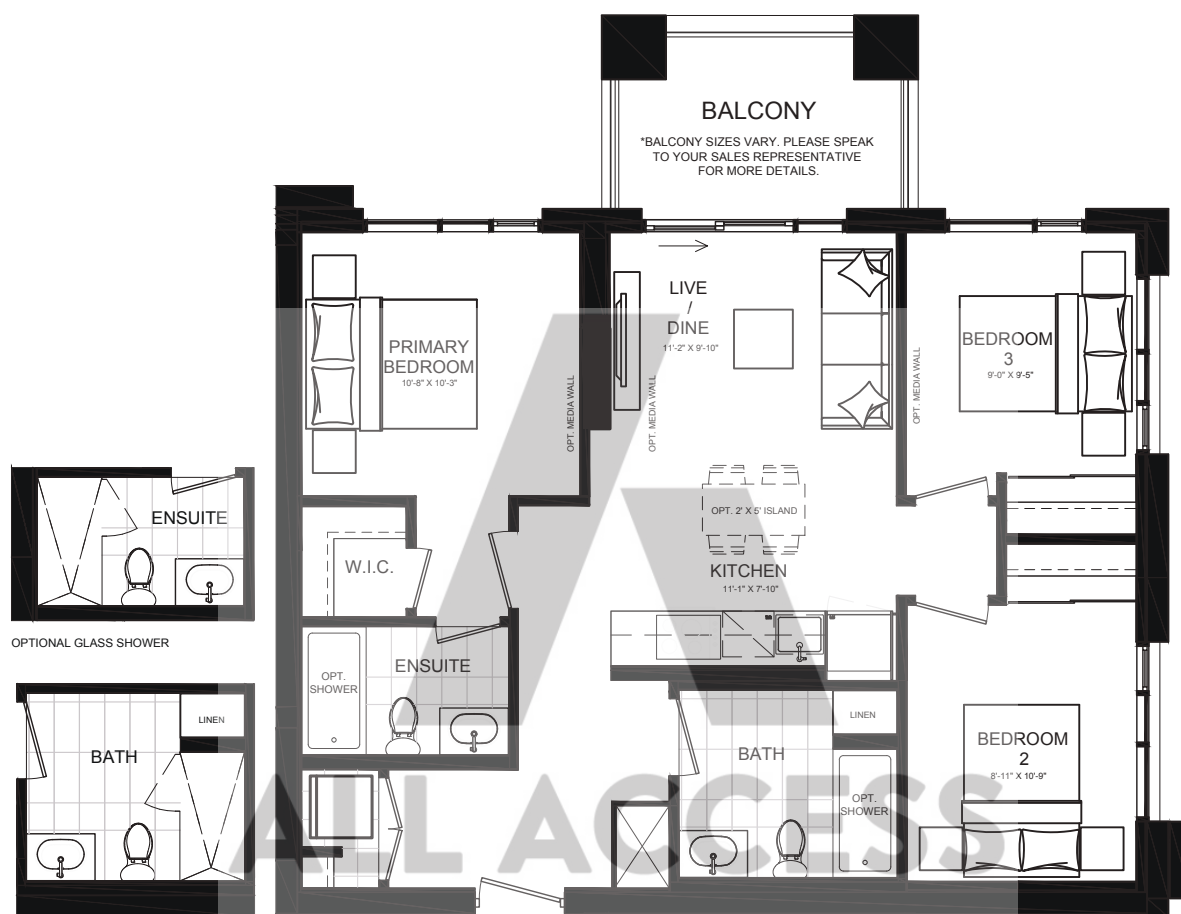 BALCONY
*BALCONY SIZES VARY. PLEASE SPEAK
TO YOUR SALES REPRESENTATIVE
FOR MORE DETAILS.
LIVE
/
DINE
11'-2" X 9'-10"
PRIMARY
BEDROOM
10'-8" X 10'-3"
BEDROOM
3
9'-0" X 9'-5"
OPT. MEDIA WALL
OPT. MEDIA WALL
OPT. MEDIA WALL
ENSUITE
OPTIONAL GLASS SHOWER
OPT. 2' X 5' ISLAND
W.I.C.
KITCHEN
11'-1" X 7'-10"
ENSUITE
OPT.
SHOWER
LINEN
BATH
LINEN
BATH
OPT.
SHOWER
BEDROOM
2
8'-11" X 10'-9"
ALL ACCESS